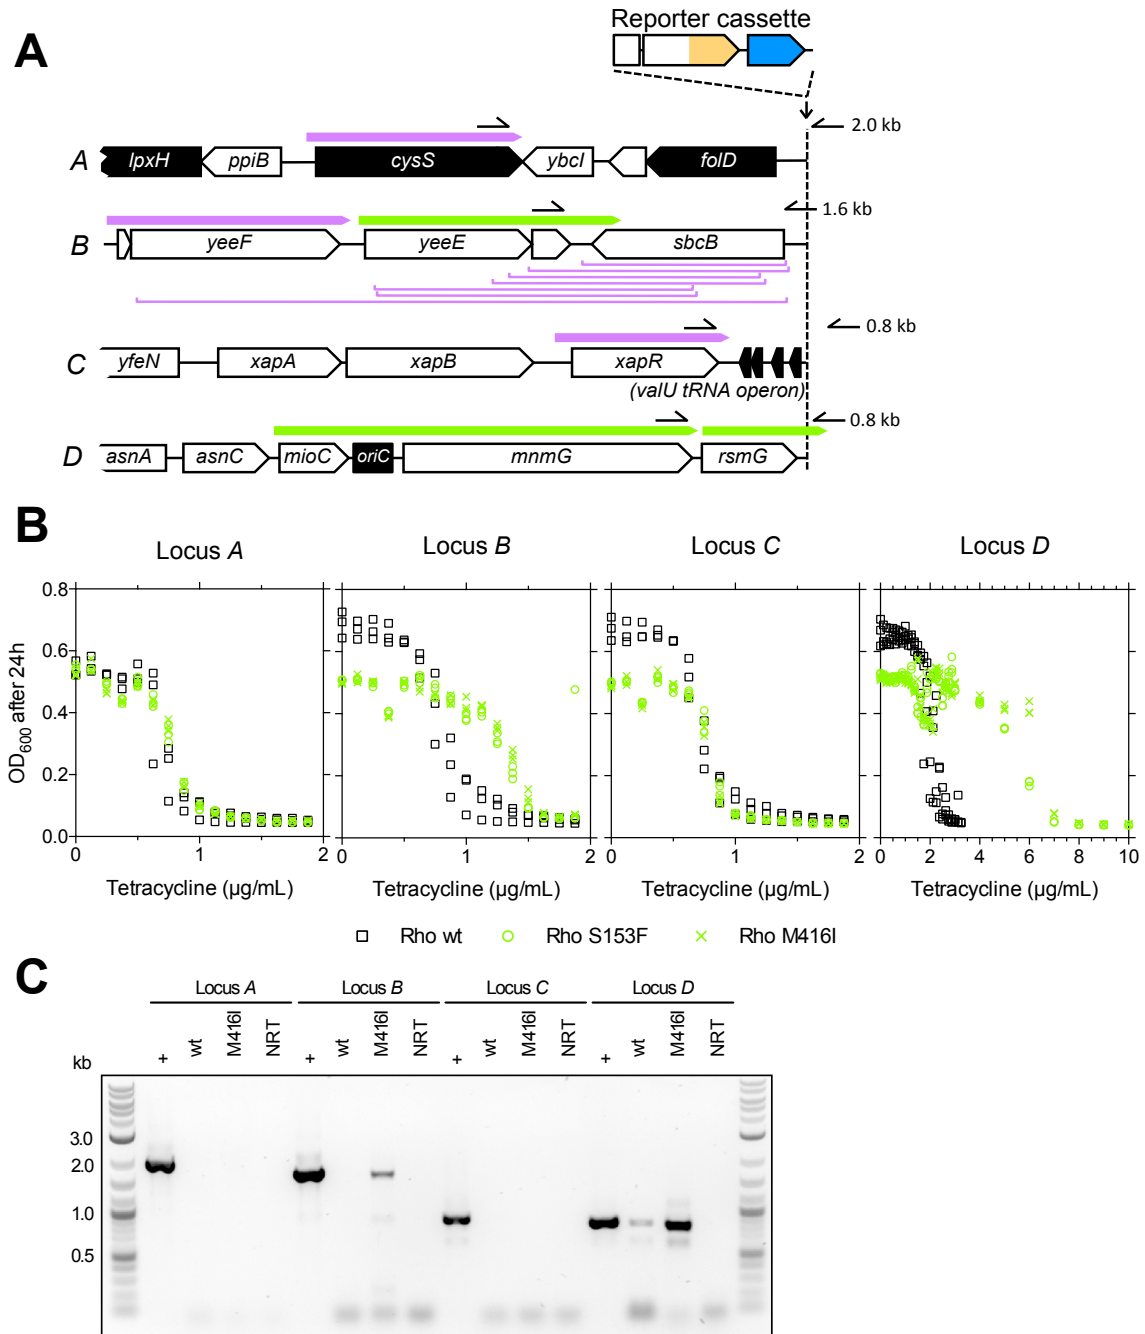 A
Reporter cassette
2.0 kb
A
lpxH
ppiB
cysS
ybcI
folD
1.6 kb
B
yeeF
yeeE
sbcB
0.8 kb
C
yfeN
xapA
xapB
xapR
(valU tRNA operon)
0.8 kb
D
asnA
asnC
mioC
oriC
mnmG
rsmG
B
Locus A
Locus B
Locus C
Locus D
OD600 after 24h
0.8
0.6
0.4
0.2
0.0
0 1 2
0 1 2
0 1 2
0 2 4 6 8 10
Tetracycline (µg/mL)
Tetracycline (µg/mL)
Tetracycline (µg/mL)
Tetracycline (µg/mL)
Rho wt
Rho S153F
Rho M416I
C
Locus A
Locus B
Locus C
Locus D
kb
+ wt M416I NRT
+ wt M416I NRT
+ wt M416I NRT
+ wt M416I NRT
3.0
2.0
1.0
0.5